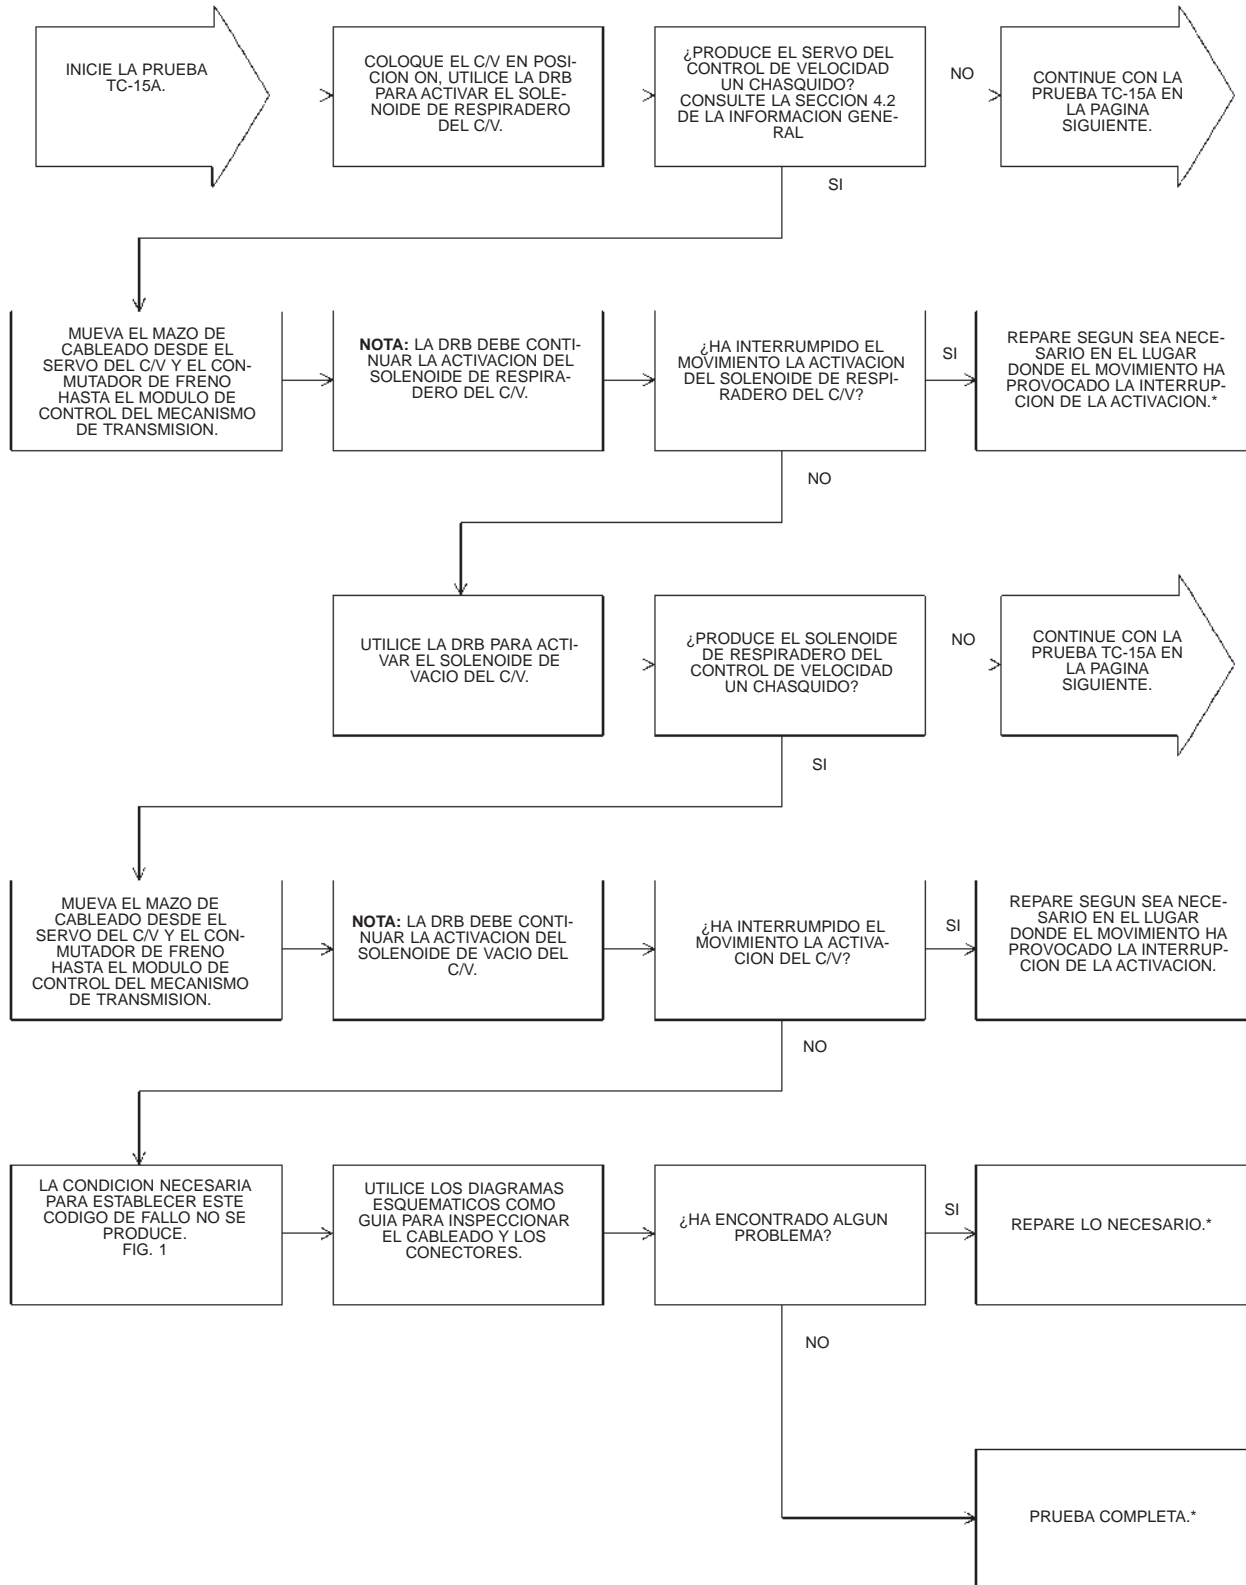 INICIE LA PRUEBA
TC-15A.
COLOQUE EL C/V EN POSI-
CION ON, UTILICE LA DRB
PARA ACTIVAR EL SOLE-
NOIDE DE RESPIRADERO
DEL C/V.
¿PRODUCE EL SERVO DEL
CONTROL DE VELOCIDAD
UN CHASQUIDO?
CONSULTE LA SECCION 4.2
DE LA INFORMACION GENE-
RAL
NO
CONTINUE CON LA
PRUEBA TC-15A EN
LA PAGINA
SIGUIENTE.
SI
MUEVA EL MAZO DE
CABLEADO DESDE EL
SERVO DEL C/V Y EL CON-
MUTADOR DE FRENO
HASTA EL MODULO DE
CONTROL DEL MECANISMO
DE TRANSMISION.
NOTA: LA DRB DEBE CONTI-
NUAR LA ACTIVACION DEL
SOLENOIDE DE RESPIRA-
DERO DEL C/V.
¿HA INTERRUMPIDO EL
MOVIMIENTO LA ACTIVACION
DEL SOLENOIDE DE RESPI-
RADERO DEL C/V?
SI
REPARE SEGUN SEA NECE-
SARIO EN EL LUGAR
DONDE EL MOVIMIENTO HA
PROVOCADO LA INTERRUP-
CION DE LA ACTIVACION.*
NO
UTILICE LA DRB PARA ACTI-
VAR EL SOLENOIDE DE
VACIO DEL C/V.
¿PRODUCE EL SOLENOIDE
DE RESPIRADERO DEL
CONTROL DE VELOCIDAD
UN CHASQUIDO?
NO
CONTINUE CON LA
PRUEBA TC-15A EN
LA PAGINA
SIGUIENTE.
SI
MUEVA EL MAZO DE
CABLEADO DESDE EL
SERVO DEL C/V Y EL CON-
MUTADOR DE FRENO
HASTA EL MODULO DE
CONTROL DEL MECANISMO
DE TRANSMISION.
NOTA: LA DRB DEBE CONTI-
NUAR LA ACTIVACION DEL
SOLENOIDE DE VACIO DEL
C/V.
¿HA INTERRUMPIDO EL
MOVIMIENTO LA ACTIVA-
CION DEL C/V?
SI
REPARE SEGUN SEA NECE-
SARIO EN EL LUGAR
DONDE EL MOVIMIENTO HA
PROVOCADO LA INTERRUP-
CION DE LA ACTIVACION.
NO
LA CONDICION NECESARIA
PARA ESTABLECER ESTE
CODIGO DE FALLO NO SE
PRODUCE.
FIG. 1
UTILICE LOS DIAGRAMAS
ESQUEMATICOS COMO
GUIA PARA INSPECCIONAR
EL CABLEADO Y LOS
CONECTORES.
¿HA ENCONTRADO ALGUN
PROBLEMA?
SI
REPARE LO NECESARIO.*
NO
PRUEBA COMPLETA.*